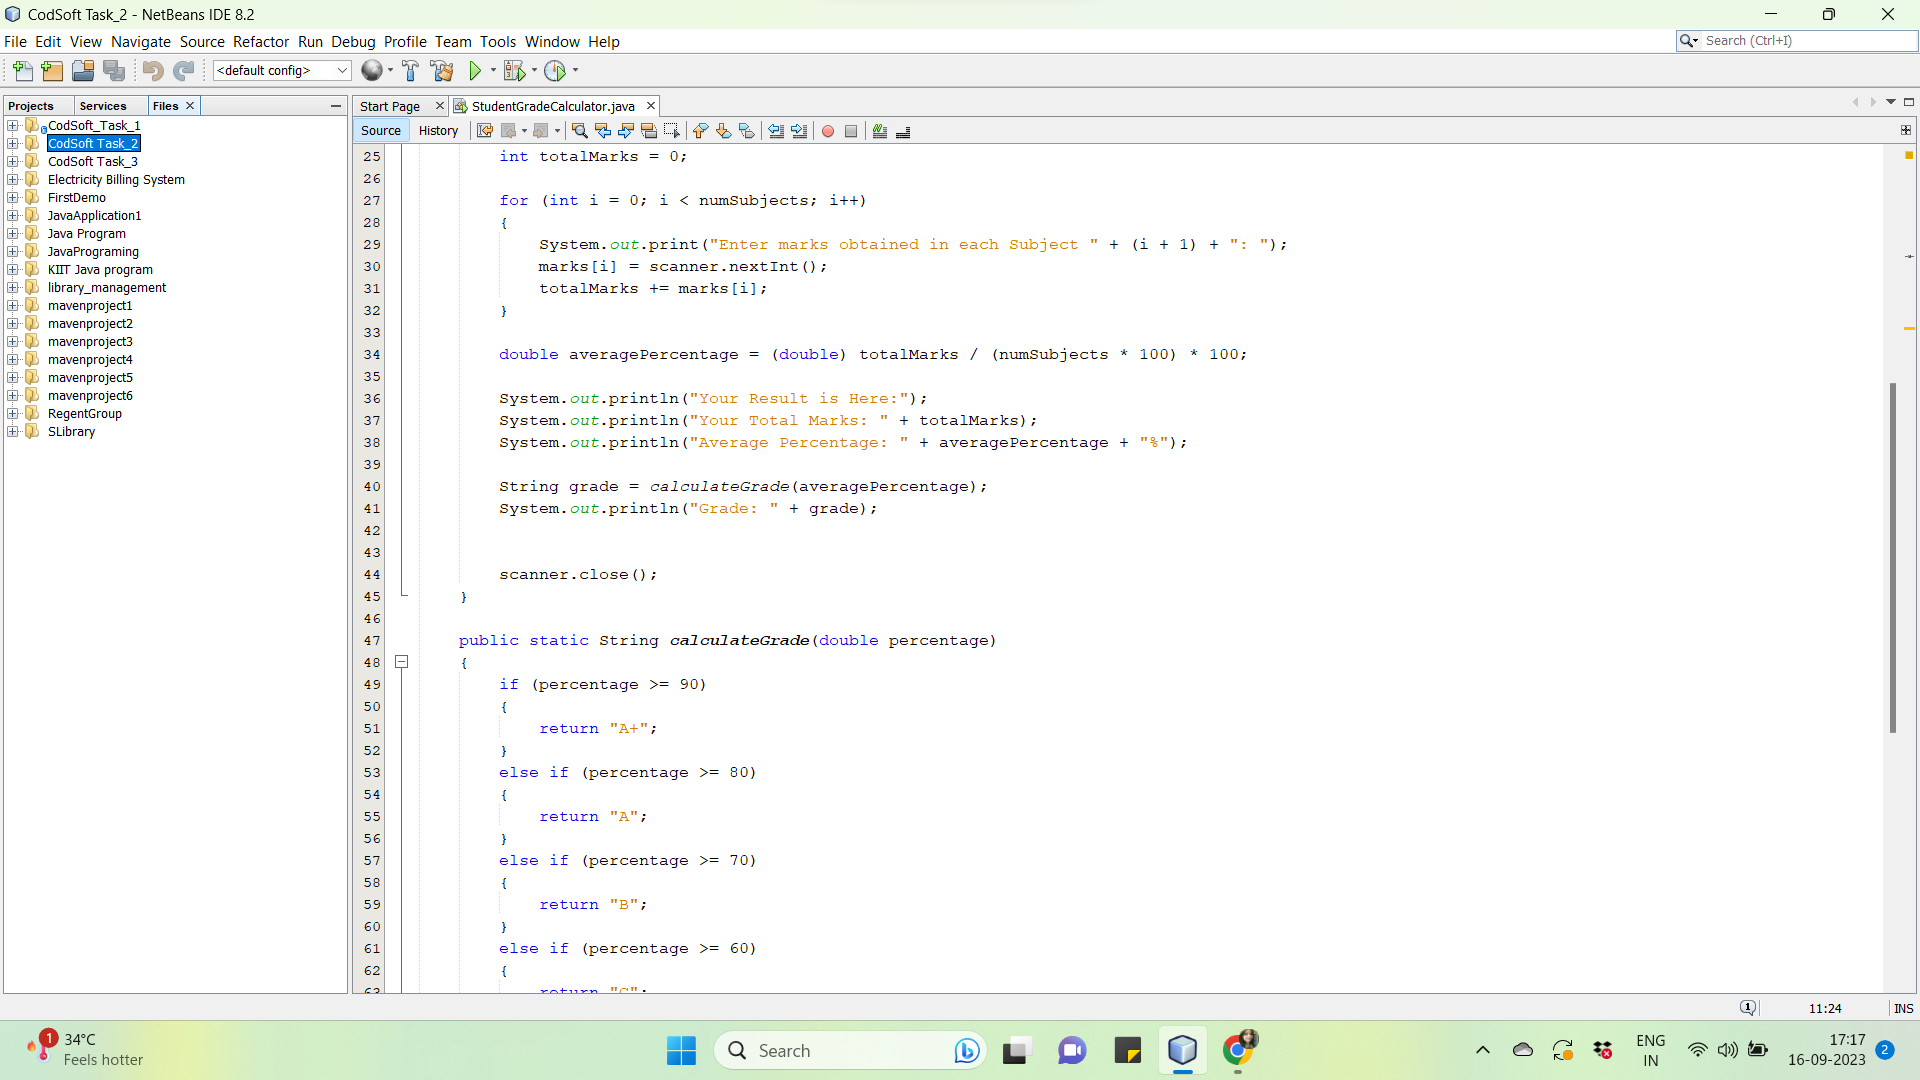 CodSoft Task_2 - NetBeans IDE 8.2
File Edit View Navigate Source Refactor Run Debug Profile Team Tools Window Help
Search (Ctrl+I)
<default config>
Projects Services Files
CodSoft_Task_1
CodSoft Task_2
CodSoft Task_3
Electricity Billing System
FirstDemo
JavaApplication1
Java Program
JavaPrograming
KIIT Java program
library_management
mavenproject1
mavenproject2
mavenproject3
mavenproject4
mavenproject5
mavenproject6
RegentGroup
SLibrary
Start Page StudentGradeCalculator.java
Source History
25 int totalMarks = 0;
26
27 for (int i = 0; i < numSubjects; i++)
28 {
29 System.out.print("Enter marks obtained in each Subject " + (i + 1) + ": ");
30 marks[i] = scanner.nextInt();
31 totalMarks += marks[i];
32 }
33
34 double averagePercentage = (double) totalMarks / (numSubjects * 100) * 100;
35
36 System.out.println("Your Result is Here:");
37 System.out.println("Your Total Marks: " + totalMarks);
38 System.out.println("Average Percentage: " + averagePercentage + "%");
39
40 String grade = calculateGrade(averagePercentage);
41 System.out.println("Grade: " + grade);
42
43
44 scanner.close();
45 }
46
47 public static String calculateGrade(double percentage)
48 {
49 if (percentage >= 90)
50 {
51 return "A+";
52 }
53 else if (percentage >= 80)
54 {
55 return "A";
56 }
57 else if (percentage >= 70)
58 {
59 return "B";
60 }
61 else if (percentage >= 60)
62 {
63 return "C";
1 11:24 INS
1 34°C
Feels hotter
Search
ENG
IN
17:17
16-09-2023
2